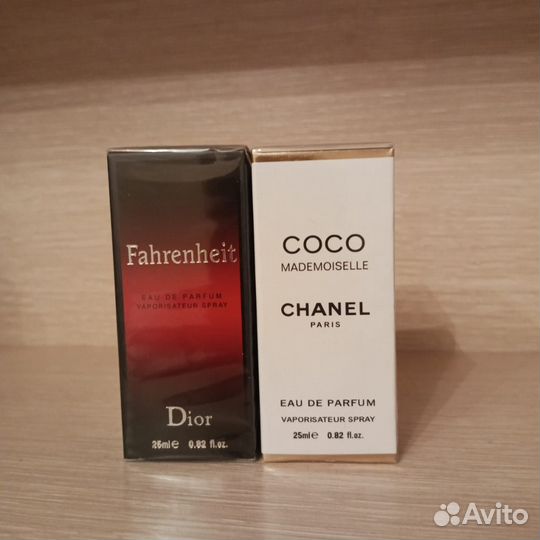 Fahrenheit
EAU DE PARFUM
VAPORISATEUR SPRAY
Dior
25ml e 0.82 fl.oz.
COCO
MADEMOISELLE
CHANEL
PARIS
EAU DE PARFUM
VAPORISATEUR SPRAY
25ml e 0.82 fl.oz.
Avito